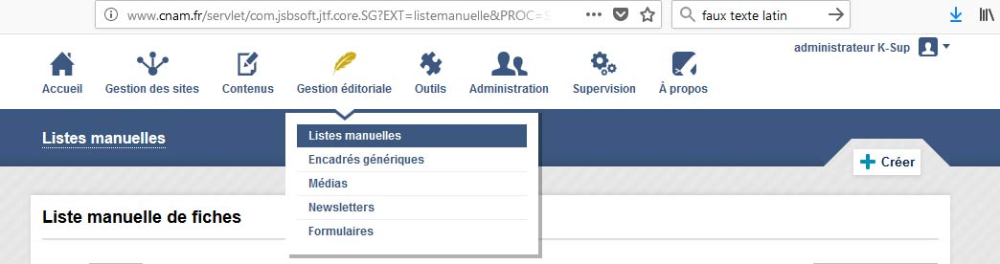 www.cnam.fr/servlet/com.jsbsoft.jtf.core.SG?EXT=listemanuelle&PROC=S
faux texte latin
administrateur K-Sup
Accueil Gestion des sites Contenus Gestion éditoriale Outils Administration Supervision À propos
Listes manuelles
Listes manuelles
Encadrés génériques
Médias
Newsletters
Formulaires
Créer
Liste manuelle de fiches